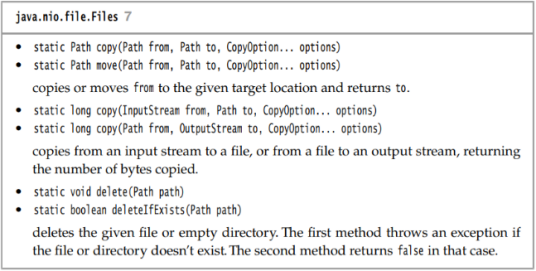 java.nio.file.Files 7
• static Path copy(Path from, Path to, CopyOption... options)
• static Path move(Path from, Path to, CopyOption... options)
copies or moves from to the given target location and returns to.
• static long copy(InputStream from, Path to, CopyOption... options)
• static long copy(Path from, OutputStream to, CopyOption... options)
copies from an input stream to a file, or from a file to an output stream, returning
the number of bytes copied.
• static void delete(Path path)
• static boolean deleteIfExists(Path path)
deletes the given file or empty directory. The first method throws an exception if
the file or directory doesn't exist. The second method returns false in that case.